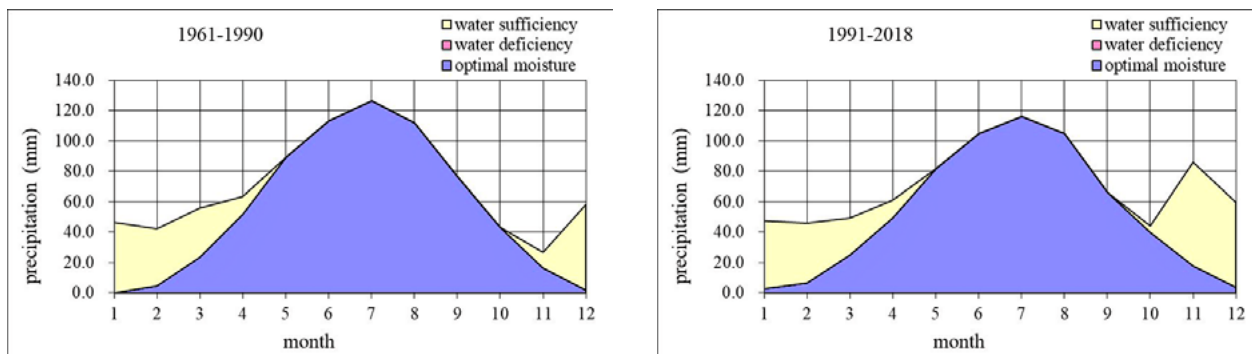 1961-1990
water sufficiency
water deficiency
optimal moisture
140.0
120.0
100.0
80.0
60.0
40.0
20.0
0.0
precipitation (mm)
1 2 3 4 5 6 7 8 9 10 11 12
month
1991-2018
water sufficiency
water deficiency
optimal moisture
140.0
120.0
100.0
80.0
60.0
40.0
20.0
0.0
precipitation (mm)
1 2 3 4 5 6 7 8 9 10 11 12
month